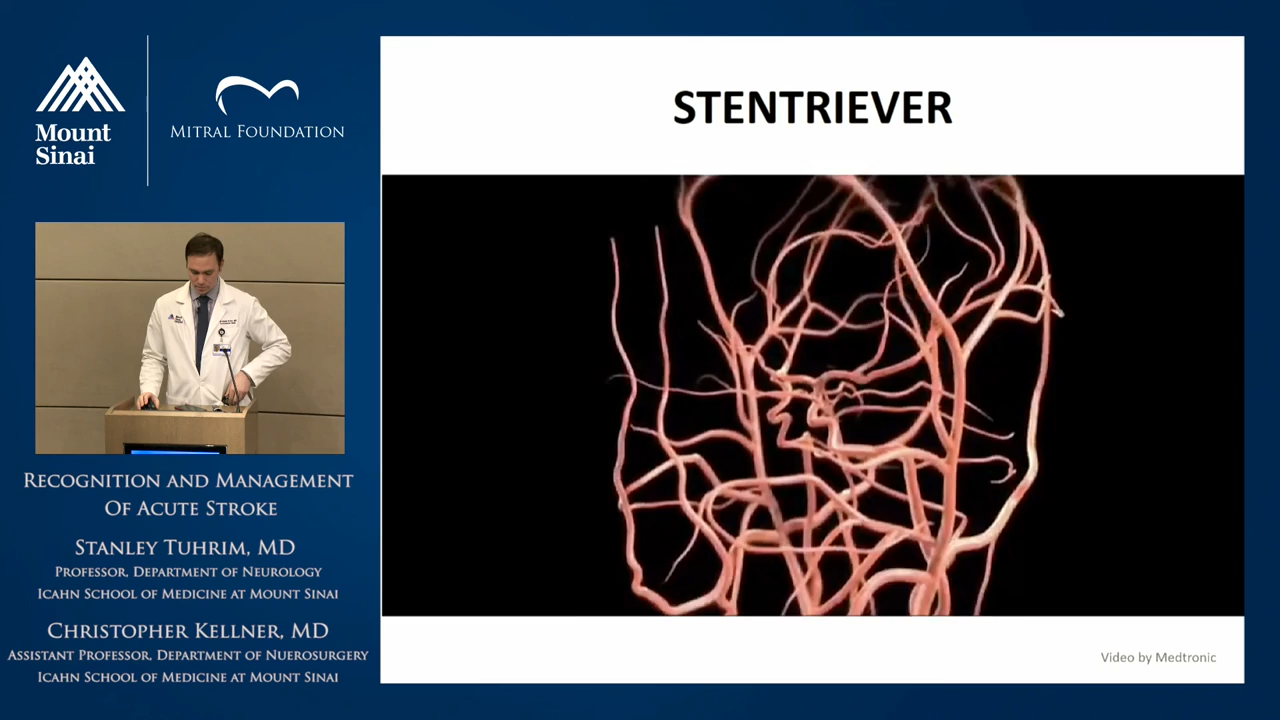 Mount
Sinai
MITRAL FOUNDATION
STENTRIEVER
RECOGNITION AND MANAGEMENT
OF ACUTE STROKE
STANLEY TUHRIM, MD
PROFESSOR, DEPARTMENT OF NEUROLOGY
ICAHN SCHOOL OF MEDICINE AT MOUNT SINAI
CHRISTOPHER KELLNER, MD
ASSISTANT PROFESSOR, DEPARTMENT OF NUEROSURGERY
ICAHN SCHOOL OF MEDICINE AT MOUNT SINAI
Video by Medtronic